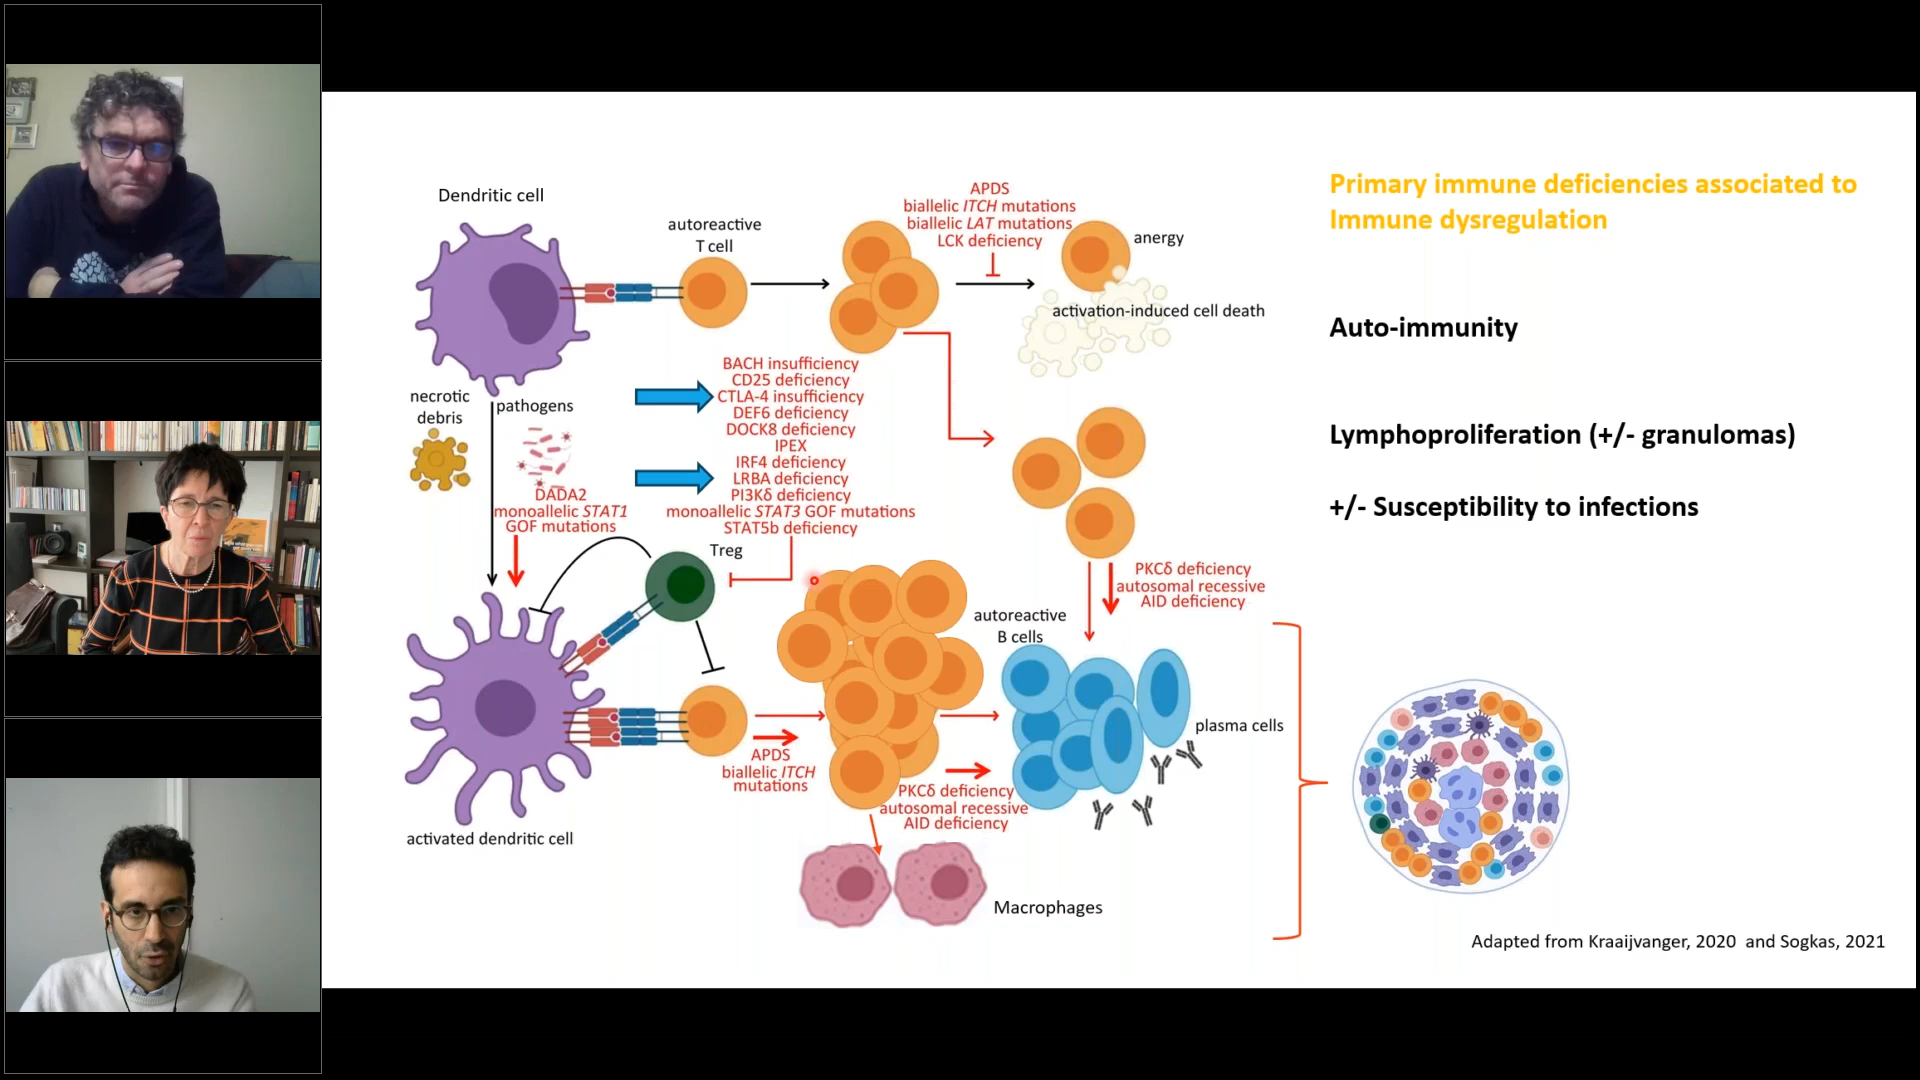 Primary immune deficiencies associated to
Immune dysregulation
Auto-immunity
Lymphoproliferation (+/- granulomas)
+/- Susceptibility to infections
Dendritic cell
autoreactive
T cell
APDS
biallelic ITCH mutations
biallelic LAT mutations
LCK deficiency
anergy
activation-induced cell death
necrotic
debris
pathogens
BACH insufficiency
CD25 deficiency
CTLA-4 insufficiency
DEF6 deficiency
DOCK8 deficiency
IPEX
IRF4 deficiency
LRBA deficiency
PI3Kδ deficiency
monoallelic STAT3 GOF mutations
STAT5b deficiency
DADA2
monoallelic STAT1
GOF mutations
Treg
PKCδ deficiency
autosomal recessive
AID deficiency
autoreactive
B cells
plasma cells
APDS
biallelic ITCH
mutations
PKCδ deficiency
autosomal recessive
AID deficiency
activated dendritic cell
Macrophages
Adapted from Kraaijvanger, 2020 and Sogkas, 2021